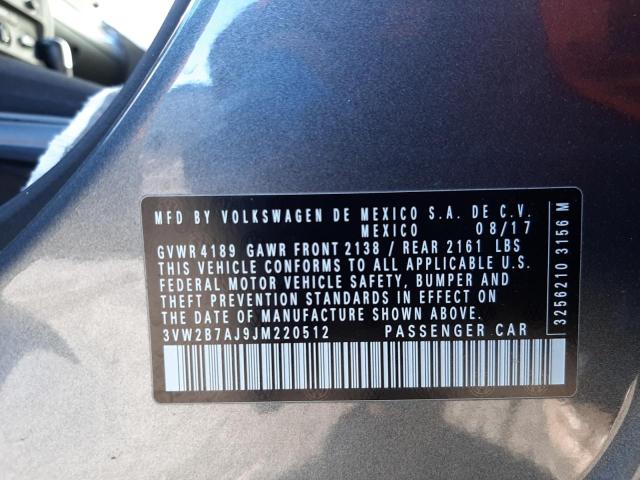 MFD BY VOLKSWAGEN DE MEXICO S.A. DE C.V.
MEXICO 08/17
GVWR 4189 GAWR FRONT 2138 / REAR 2161 LBS
THIS VEHICLE CONFORMS TO ALL APPLICABLE U.S.
FEDERAL MOTOR VEHICLE SAFETY, BUMPER AND
THEFT PREVENTION STANDARDS IN EFFECT ON
THE DATE OF MANUFACTURE SHOWN ABOVE.
3VW2B7AJ9JM220512 PASSENGER CAR
3256210 3156 M